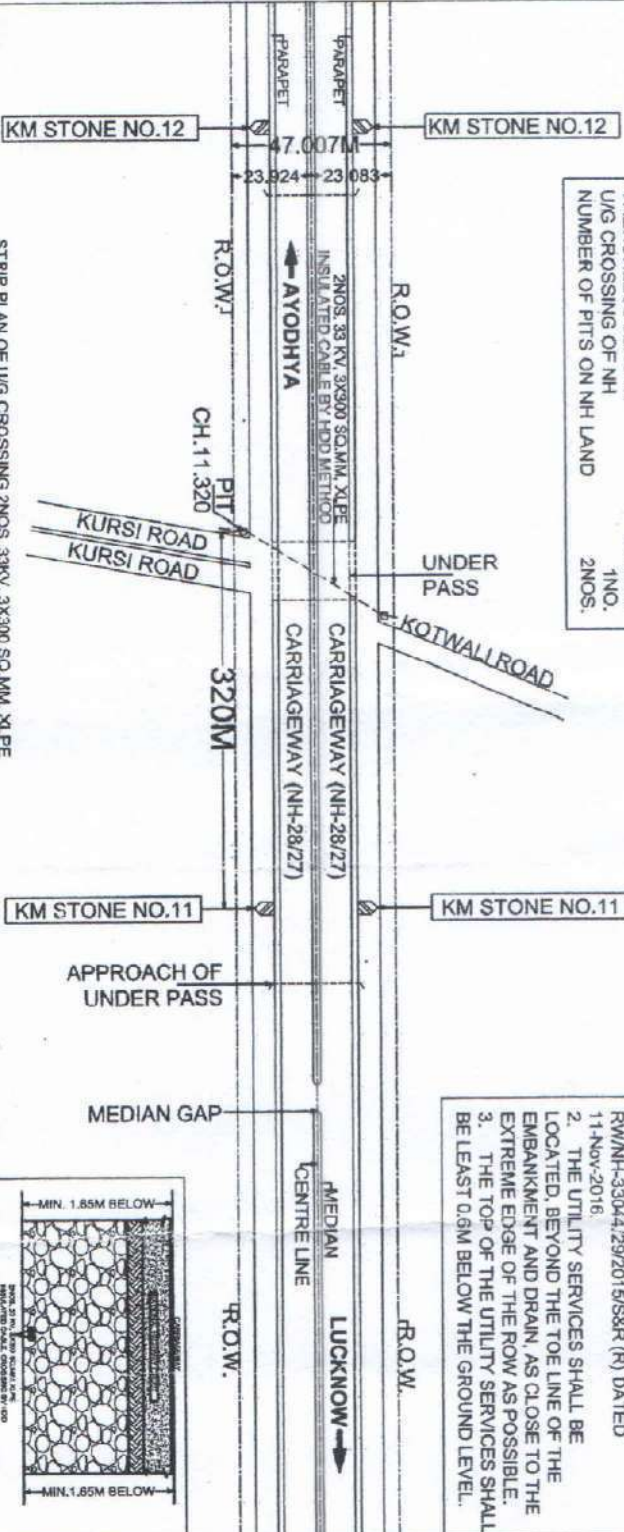 KM STONE NO.12
KM STONE NO.12
PARAPET
PARAPET
47.007M
23.924
23.083
U/G CROSSING OF NH 1NO.
NUMBER OF PITS ON NH LAND 2NOS.
R.O.W.
R.O.W.
AYODHYA
2NOS. 33 KV, 3X300 SQ.MM, XLPE
INSULATED CABLE BY HDD METHOD
PIT
CH.11.320
KURSI ROAD
KURSI ROAD
UNDER
PASS
KOTWALI ROAD
CARRIAGEWAY (NH-28/27)
CARRIAGEWAY (NH-28/27)
320M
STRIP PLAN OF U/G CROSSING 2NOS. 33KV, 3X300 SQ.MM, XLPE
KM STONE NO.11
KM STONE NO.11
APPROACH OF
UNDER PASS
MEDIAN GAP
MEDIAN
CENTRE LINE
LUCKNOW
R.O.W.
R.O.W.
RW/NH-33044/29/2015/S&R (R) DATED
11-Nov-2016.
2. THE UTILITY SERVICES SHALL BE
LOCATED, BEYOND THE TOE LINE OF THE
EMBANKMENT AND DRAIN, AS CLOSE TO THE
EXTREME EDGE OF THE ROW AS POSSIBLE.
3. THE TOP OF THE UTILITY SERVICES SHALL
BE LEAST 0.6M BELOW THE GROUND LEVEL.
MIN. 1.65M BELOW
MIN.1.65M BELOW